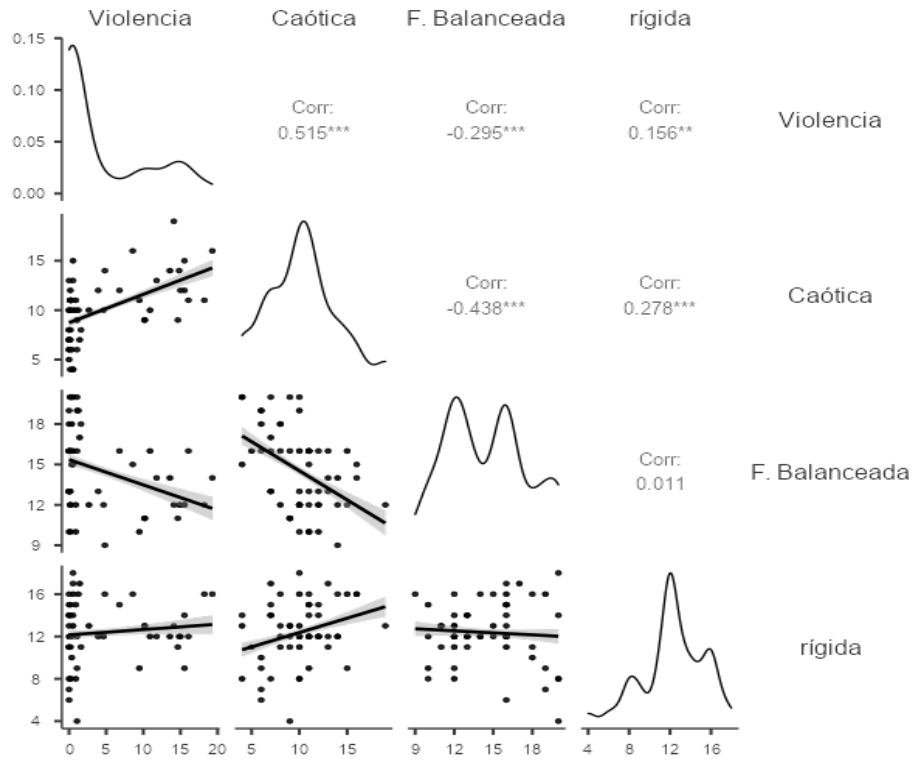 Violencia Caótica F. Balanceada rígida
0.15
0.10
0.05
0.00
Corr:
0.515***
Corr:
-0.295***
Corr:
0.156**
Violencia
15
10
5
Corr:
-0.438***
Corr:
0.278***
Caótica
18
15
12
9
Corr:
0.011
F. Balanceada
16
12
8
4
rígida
0 5 10 15 20
5 10 15
9 12 15 18
4 8 12 16